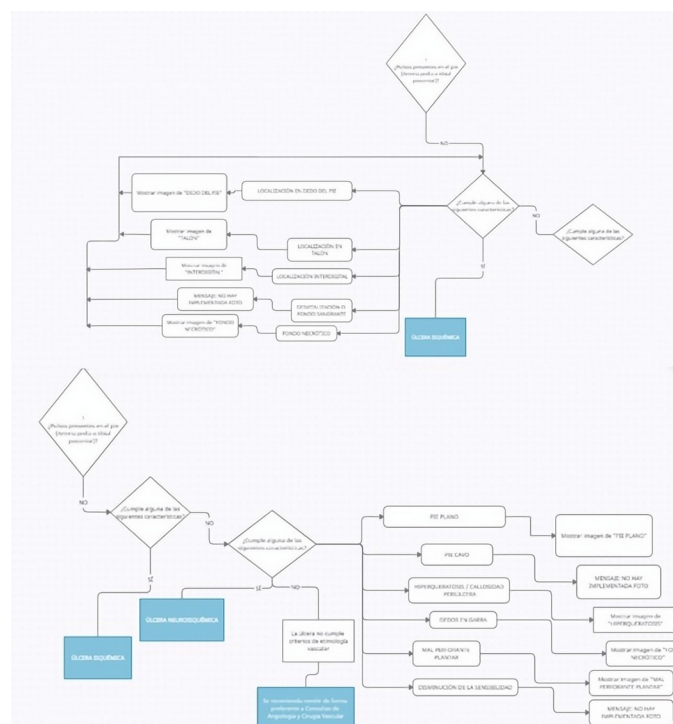 ¿Pulsos presentes en el pie
(Arteria pedia o tibial
posterior)?
NO
Mostrar imagen de "DEDO DEL PIE"
LOCALIZACIÓN EN DEDO DEL PIE
¿Cumple alguna de las
siguientes características?
NO
¿Cumple alguna de las
siguientes características?
Mostrar imagen de
"TALÓN"
LOCALIZACIÓN EN
TALÓN
Mostrar imagen de
"INTERDIGITAL"
LOCALIZACIÓN INTERDIGITAL
SÍ
MENSAJE: NO HAY
IMPLEMENTADA FOTO
FONDO
Mostrar imagen de "FONDO
NECRÓTICO"
FONDO NECRÓTICO
ÚLCERA ISQUÉMICA
¿Pulsos presentes en el pie
(Arteria pedia o tibial
posterior)?
NO
¿Cumple alguna de las
siguientes características?
NO
¿Cumple alguna de las
siguientes características?
SÍ
SÍ
NO
ÚLCERA ISQUÉMICA
ÚLCERA NEUROISQUÉMICA
La úlcera no cumple
criterios de etimología
vascular
Se recomienda remitir de forma
preferente a Consultas de
Angiología y Cirugía Vascular
PIE PLANO
Mostrar imagen de "PIE PLANO"
PIE CAVO
MENSAJE: NO HAY
IMPLEMENTADA FOTO
HIPERQUERATOSIS / CALLOSIDAD
PERIÚLCERA
Mostrar imagen de
"HIPERQUERATOSIS"
DEDOS EN GARRA
Mostrar imagen de
NECRÓTICO"
MAL PERFORANTE
PLANTAR
Mostrar imagen de "MAL
PERFORANTE PLANTAR"
DISMINUCIÓN DE LA SENSIBILIDAD
MENSAJE: NO HAY
IMPLEMENTADA FOTO